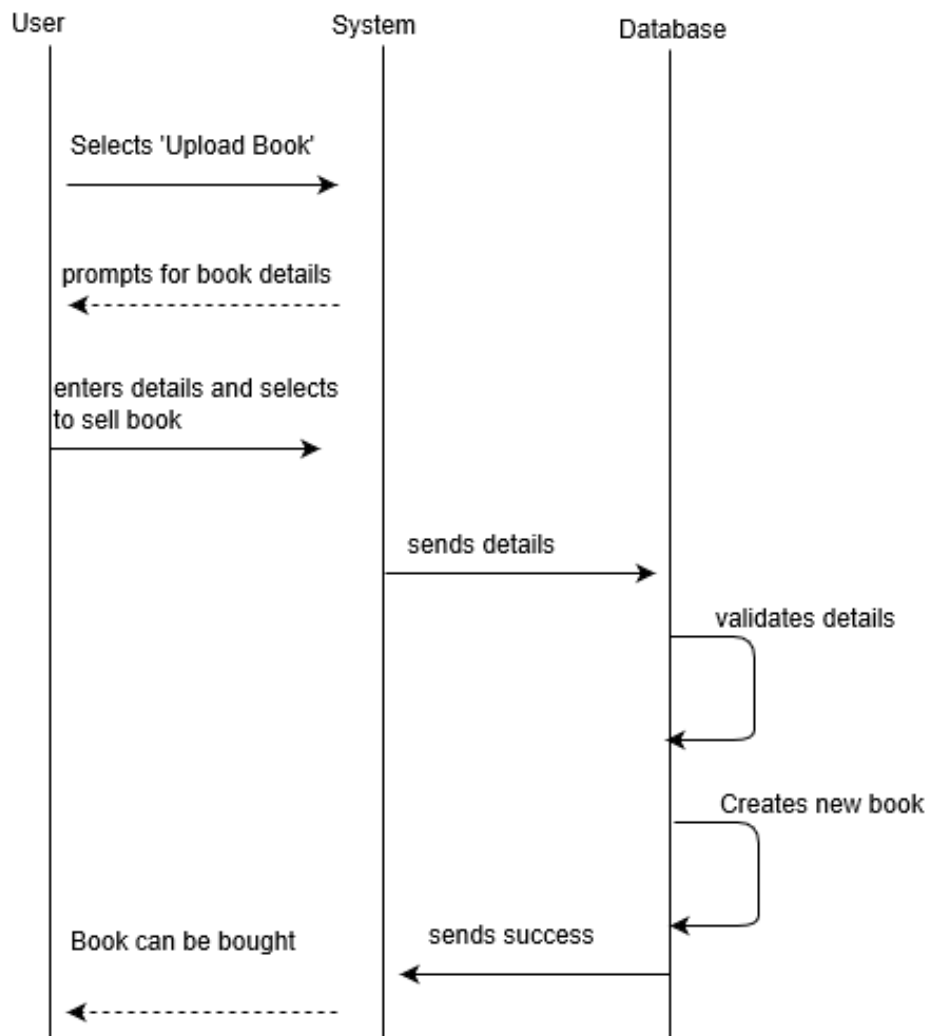 User
System
Database
Selects 'Upload Book'
prompts for book details
enters details and selects
to sell book
sends details
validates details
Creates new book
sends success
Book can be bought